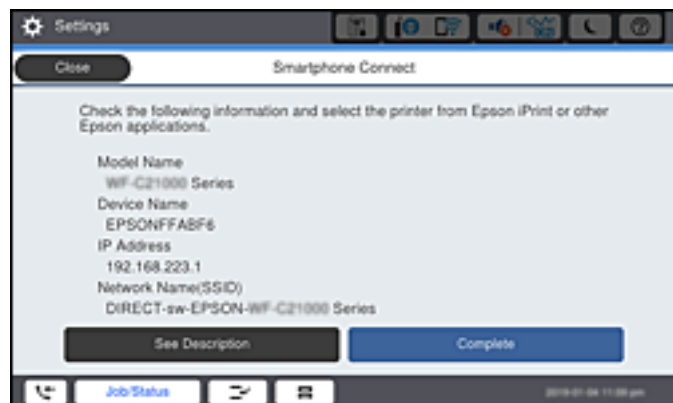 Settings
Close
Smartphone Connect
Check the following information and select the printer from Epson iPrint or other
Epson applications.
Model Name
WF-C21000 Series
Device Name
EPSONFFABF6
IP Address
192.168.223.1
Network Name(SSID)
DIRECT-sw-EPSON-WF-C21000 Series
See Description
Complete
Job/Status